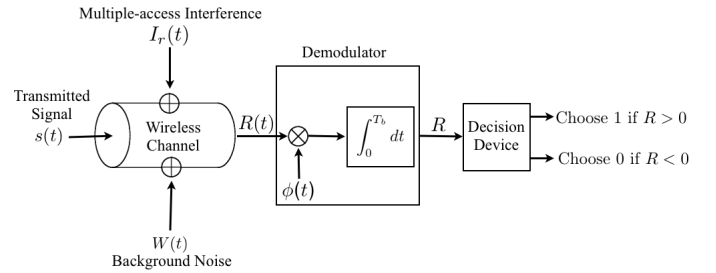 Multiple-access Interference
I_r(t)
Demodulator
Transmitted
Signal
s(t)
Wireless
Channel
R(t)
∫_0^{T_b} dt
ϕ(t)
R
Decision
Device
Choose 1 if R > 0
Choose 0 if R < 0
W(t)
Background Noise